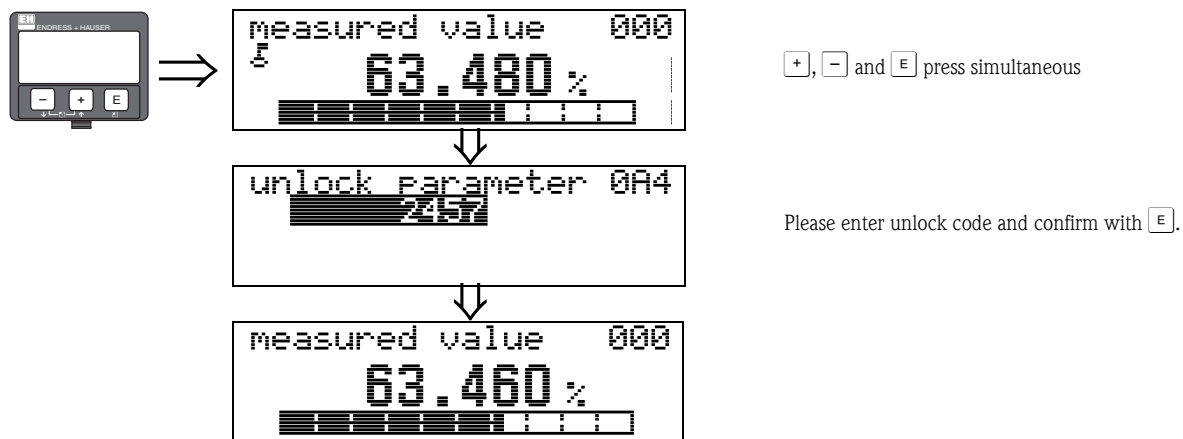 EH
ENDRESS + HAUSER
- + E
measured value 000
63.480 %
+, - and E press simultaneous
unlock parameter 0A4
2457
Please enter unlock code and confirm with E.
measured value 000
63.460 %